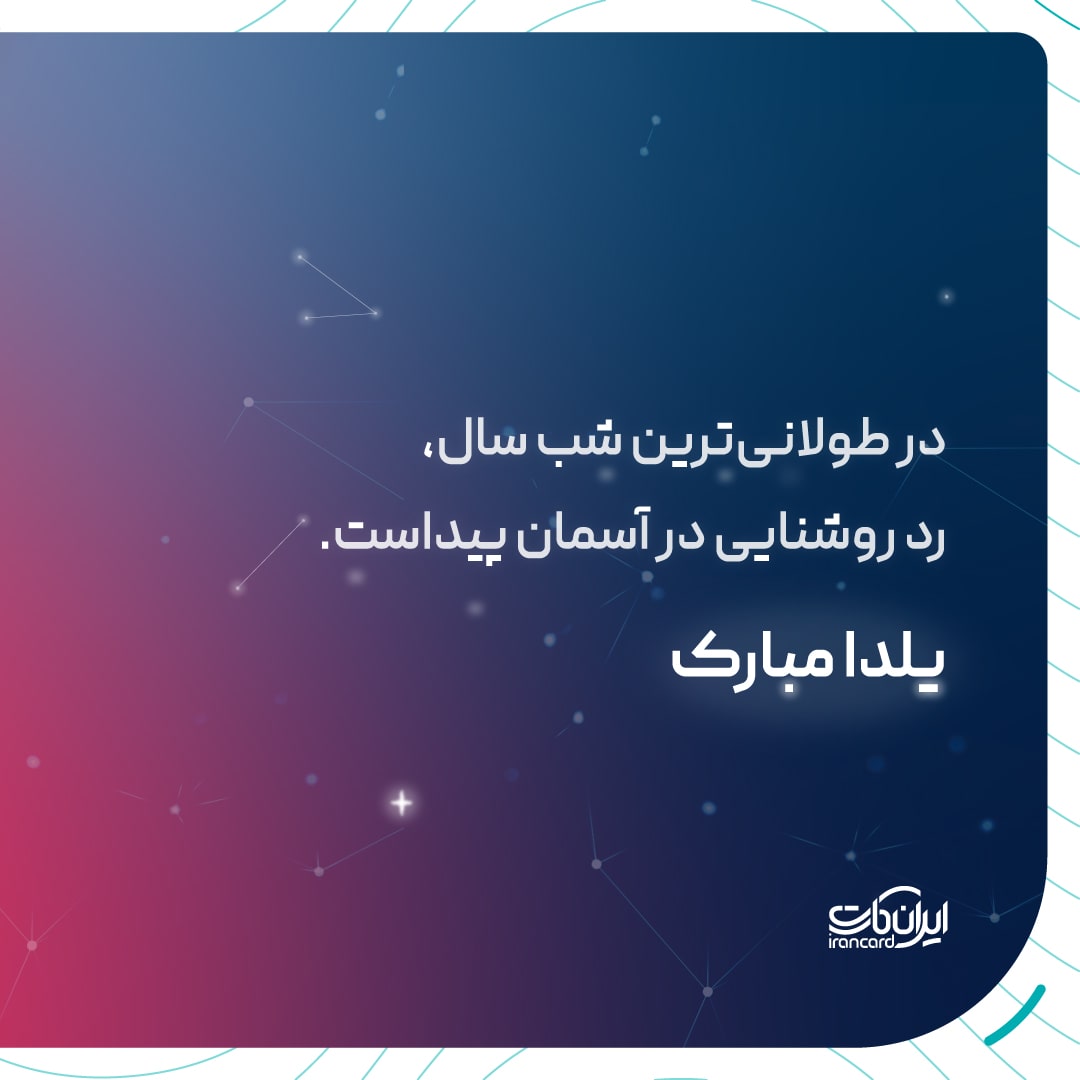 در طولانی‌ترین شب سال،
رد روشنایی در آسمان پیداست.
یلدا مبارک
ایران‌کارت
irancard